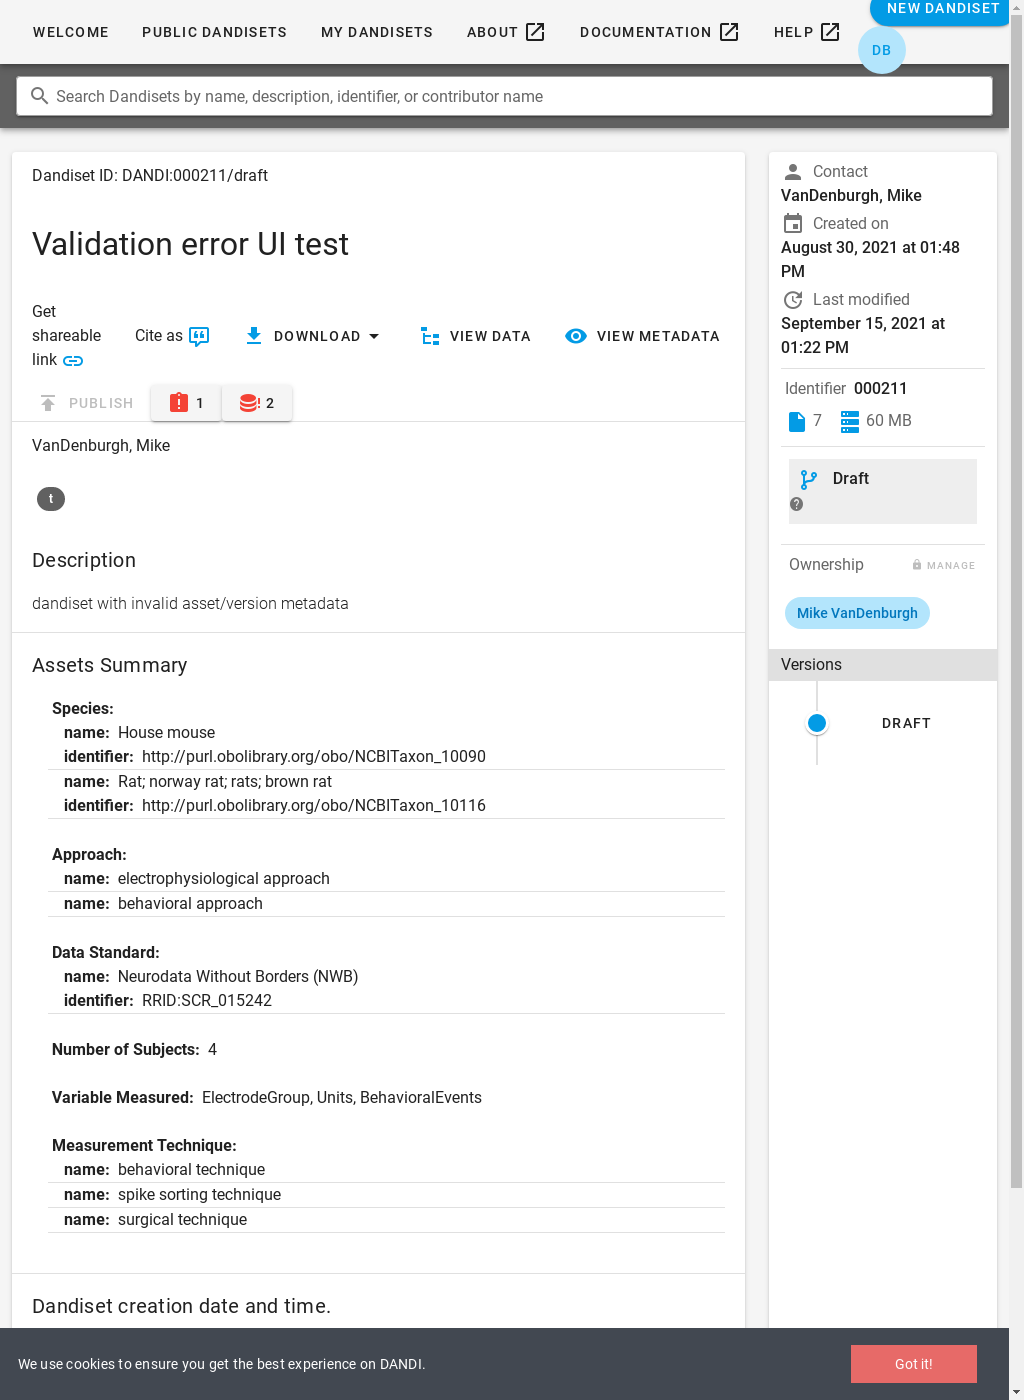 NEW DANDISET
WELCOME PUBLIC DANDISETS MY DANDISETS ABOUT DOCUMENTATION HELP
DB
Search Dandisets by name, description, identifier, or contributor name
Dandiset ID: DANDI:000211/draft
Validation error UI test
Get
shareable
link
Cite as
DOWNLOAD
VIEW DATA
VIEW METADATA
PUBLISH
1
2
VanDenburgh, Mike
t
Description
dandiset with invalid asset/version metadata
Assets Summary
Species:
name: House mouse
identifier: http://purl.obolibrary.org/obo/NCBITaxon_10090
name: Rat; norway rat; rats; brown rat
identifier: http://purl.obolibrary.org/obo/NCBITaxon_10116
Approach:
name: electrophysiological approach
name: behavioral approach
Data Standard:
name: Neurodata Without Borders (NWB)
identifier: RRID:SCR_015242
Number of Subjects: 4
Variable Measured: ElectrodeGroup, Units, BehavioralEvents
Measurement Technique:
name: behavioral technique
name: spike sorting technique
name: surgical technique
Dandiset creation date and time.
Contact
VanDenburgh, Mike
Created on
August 30, 2021 at 01:48
PM
Last modified
September 15, 2021 at
01:22 PM
Identifier 000211
7 60 MB
Draft
Ownership MANAGE
Mike VanDenburgh
Versions
DRAFT
We use cookies to ensure you get the best experience on DANDI.
Got it!